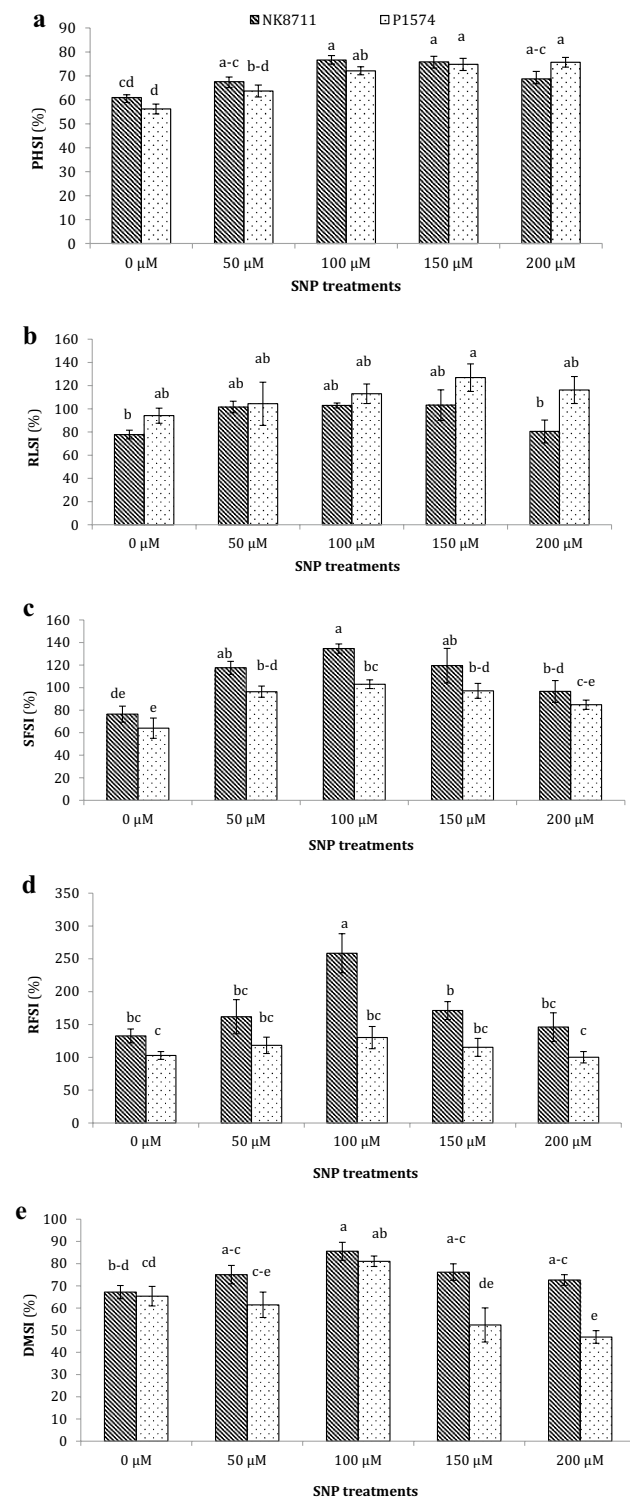 a
NK8711 P1574
90
80
70
60
50
40
30
20
10
0
PHSI (%)
cd d a-c b-d a ab a a a-c a
0 µM 50 µM 100 µM 150 µM 200 µM
SNP treatments
b
160
140
120
100
80
60
40
20
0
RLSI (%)
b ab ab ab ab ab ab a b ab
0 µM 50 µM 100 µM 150 µM 200 µM
SNP treatments
c
160
140
120
100
80
60
40
20
0
SFSI (%)
de e ab b-d a bc ab b-d b-d c-e
0 µM 50 µM 100 µM 150 µM 200 µM
SNP treatments
d
350
300
250
200
150
100
50
0
RFSI (%)
bc c bc bc a bc b bc bc c
0 µM 50 µM 100 µM 150 µM 200 µM
SNP treatments
e
100
90
80
70
60
50
40
30
20
10
0
DMSI (%)
b-d cd a-c c-e a ab a-c de a-c e
0 µM 50 µM 100 µM 150 µM 200 µM
SNP treatments